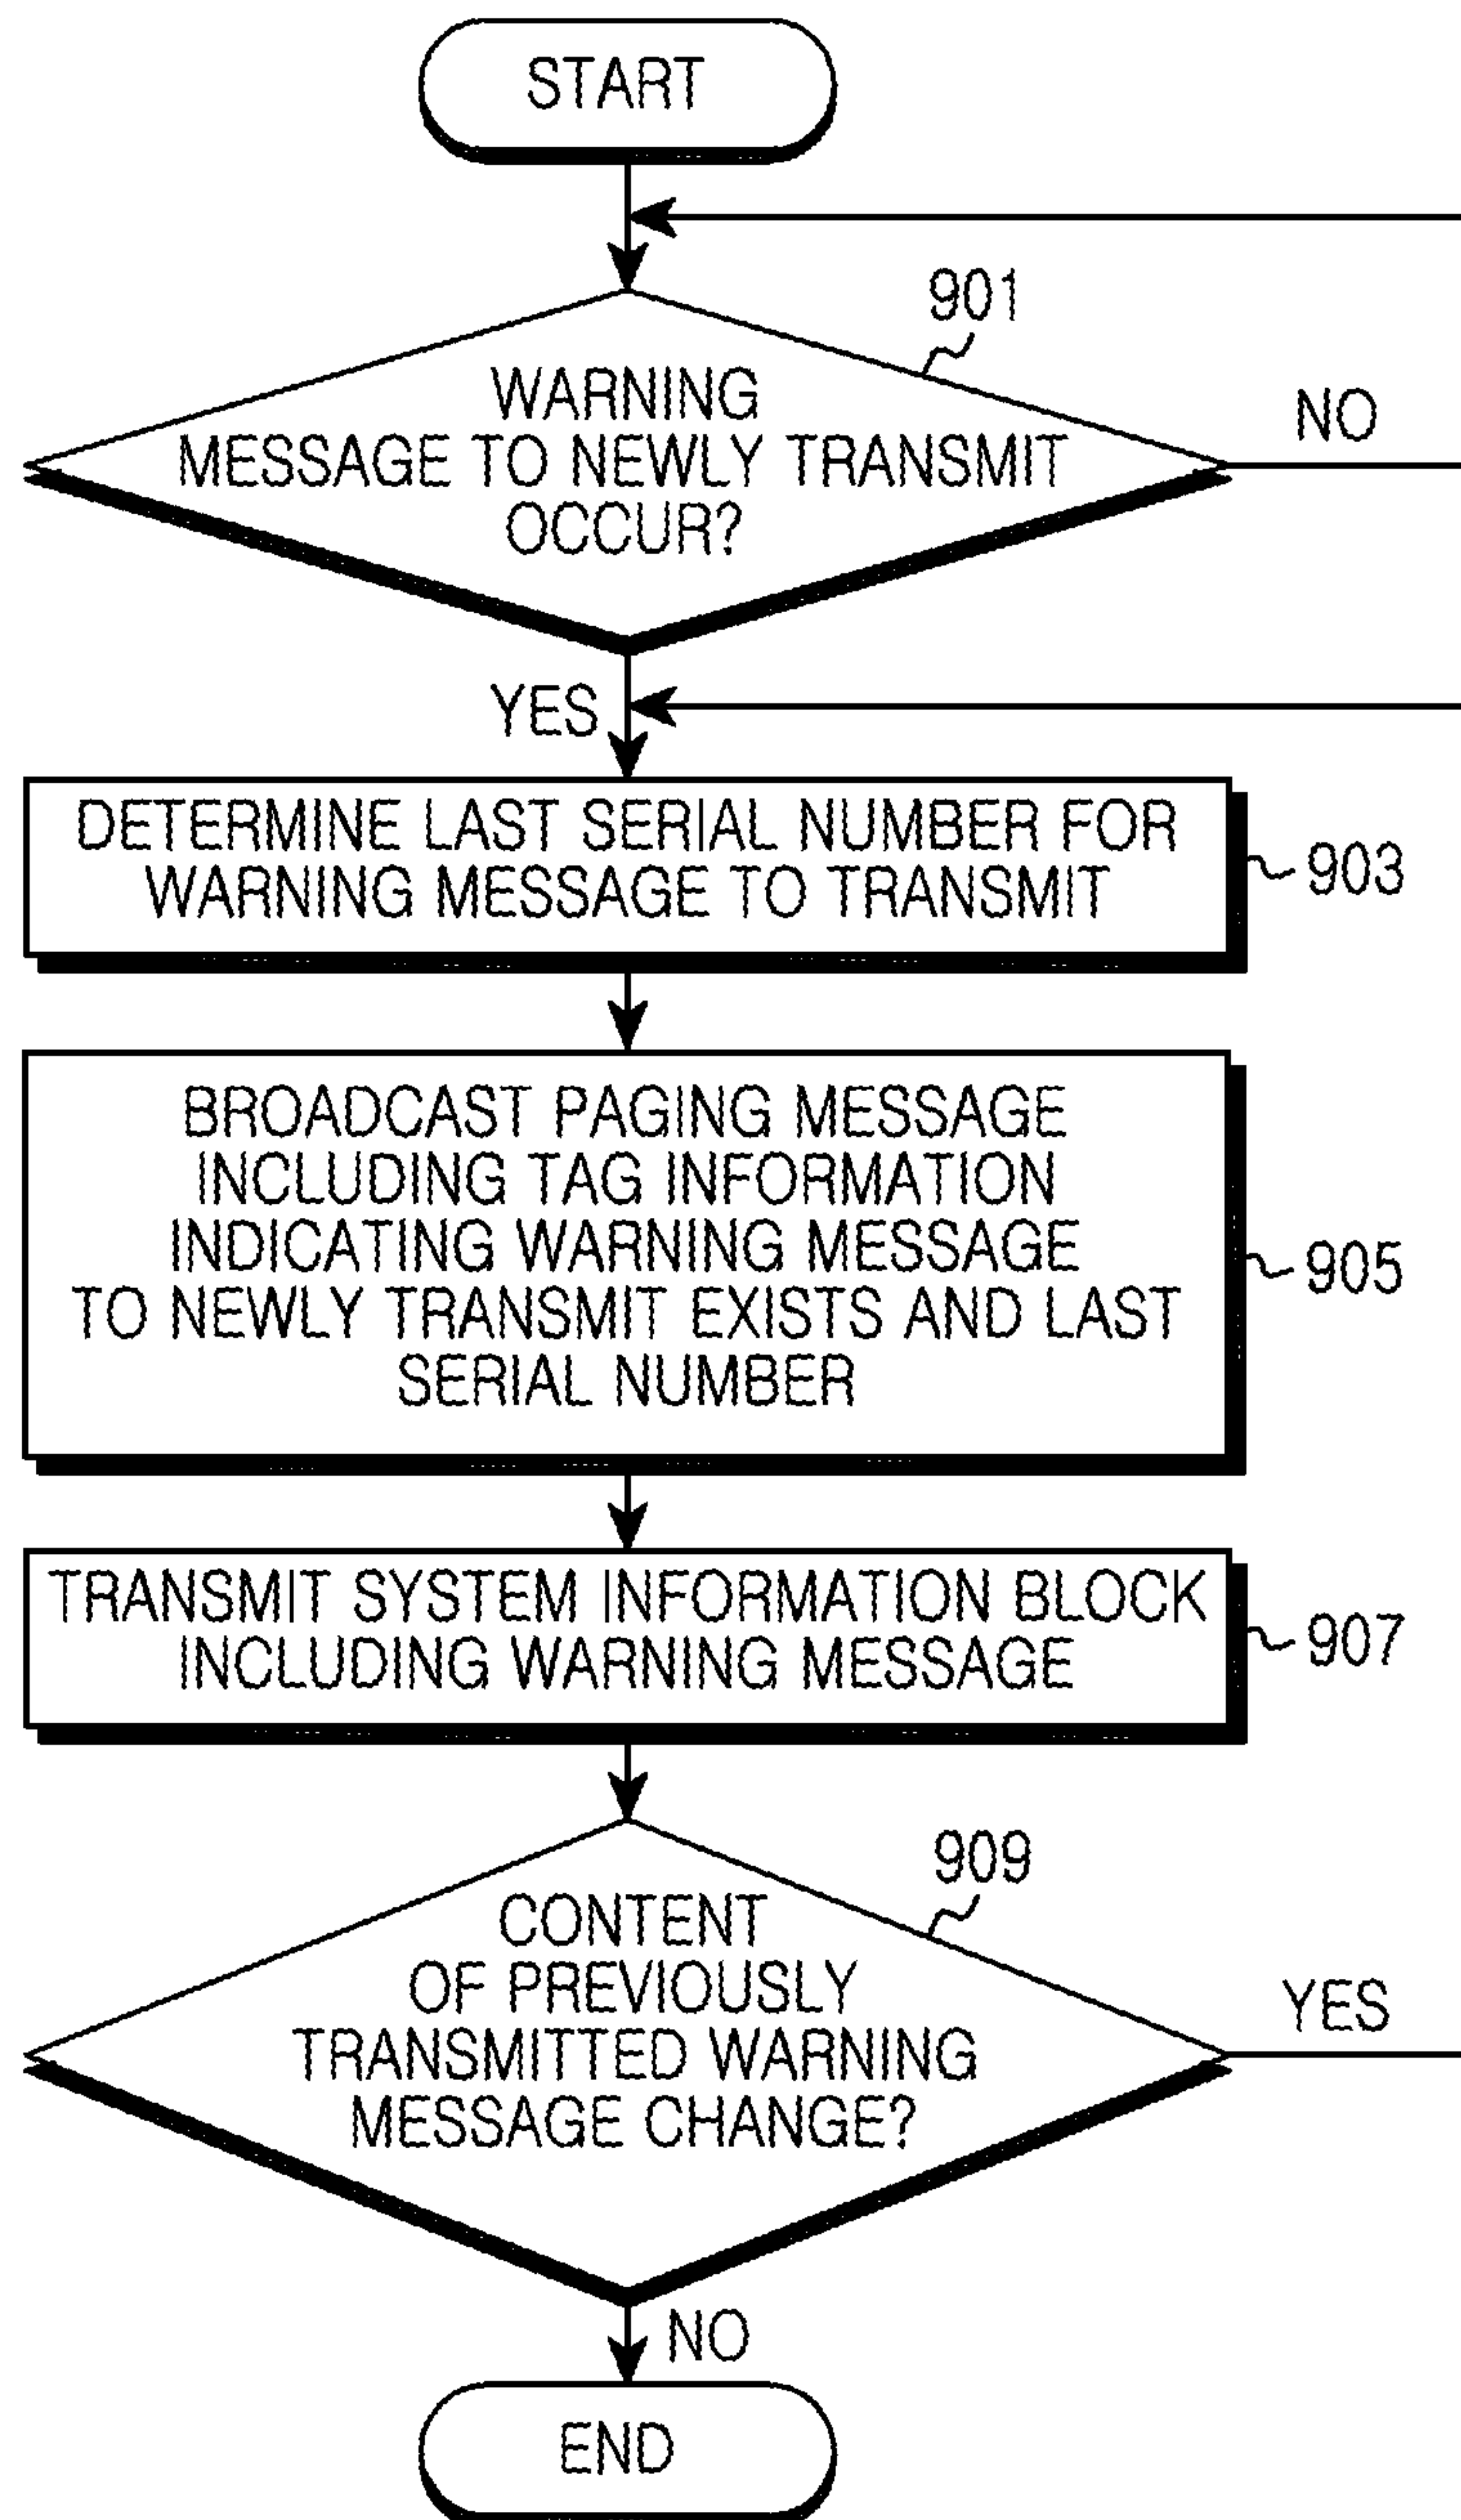 START
901
WARNING
MESSAGE TO NEWLY TRANSMIT
OCCUR?
NO
YES
DETERMINE LAST SERIAL NUMBER FOR
WARNING MESSAGE TO TRANSMIT
903
BROADCAST PAGING MESSAGE
INCLUDING TAG INFORMATION
INDICATING WARNING MESSAGE
TO NEWLY TRANSMIT EXISTS AND LAST
SERIAL NUMBER
905
TRANSMIT SYSTEM INFORMATION BLOCK
INCLUDING WARNING MESSAGE
907
909
CONTENT
OF PREVIOUSLY
TRANSMITTED WARNING
MESSAGE CHANGE?
YES
NO
END